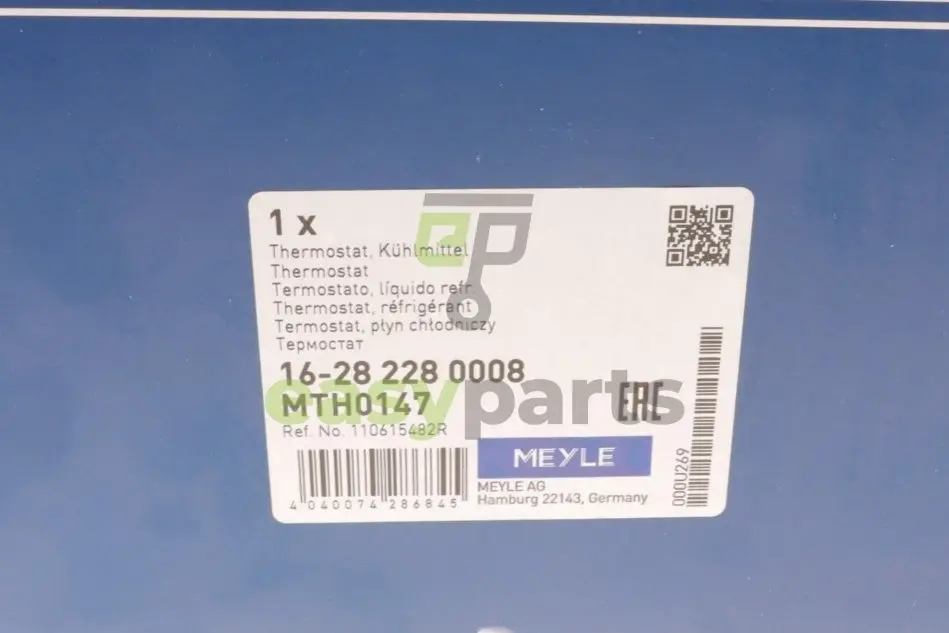 1 x
Thermostat, Kühlmittel
Thermostat
Termostato, líquido refr.
Thermostat, réfrigérant
Termostat, płyn chłodniczy
Термостат
16-28 228 0008
MTH0147
easyparts
EAC
Ref. No. 110615482R
MEYLE
MEYLE AG
Hamburg 22143, Germany
4 040074 286845
000U269